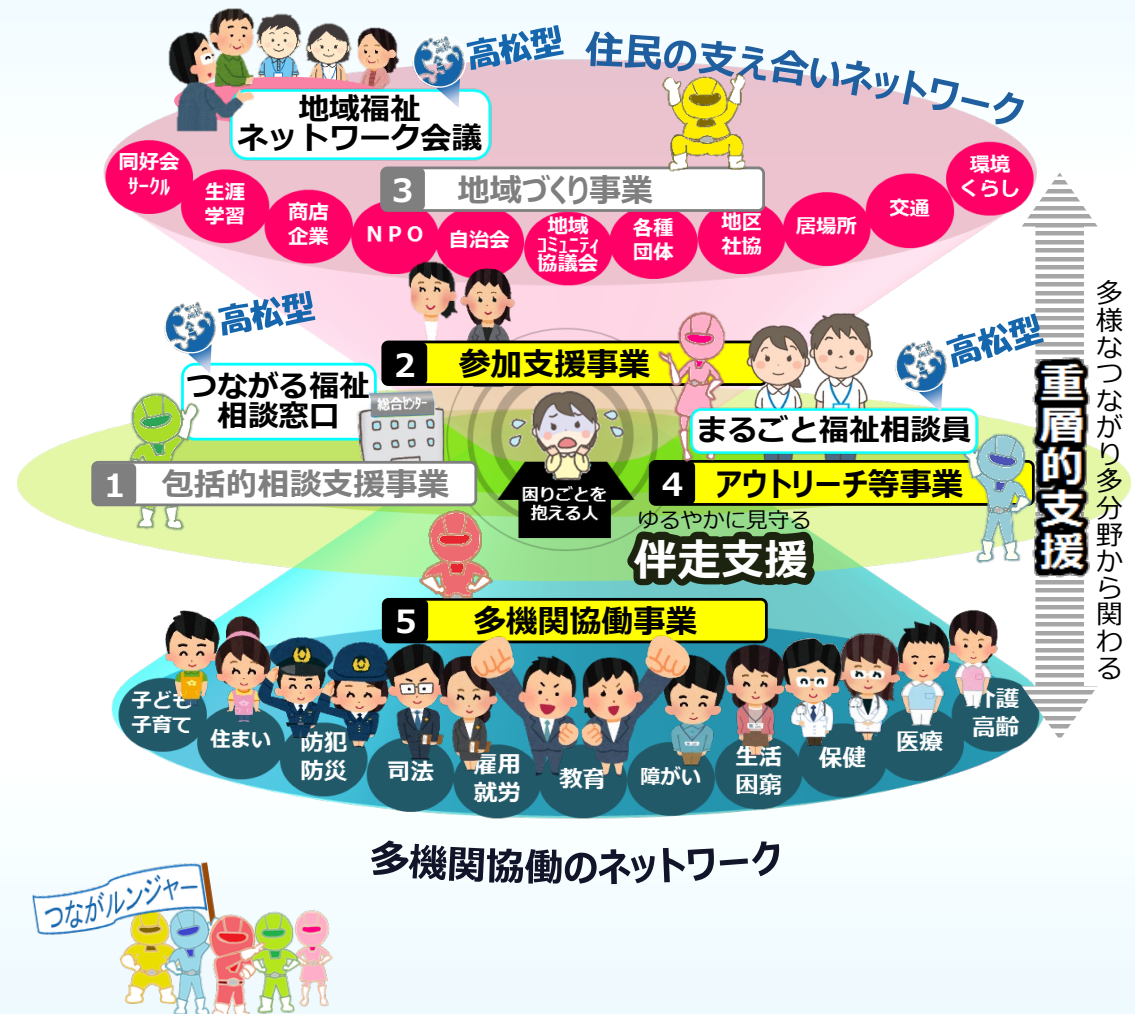 高松型
住民の支え合いネットワーク
地域福祉
ネットワーク会議
3 地域づくり事業
同好会
サークル
生涯
学習
商店
企業
NPO
自治会
地域
コミュニティ
協議会
各種
団体
地区
社協
居場所
交通
環境
くらし
高松型
つながる福祉
相談窓口
2 参加支援事業
高松型
まるごと福祉相談員
総合センター
1 包括的相談支援事業
困りごとを
抱える人
4 アウトリーチ等事業
ゆるやかに見守る
伴走支援
重層的支援
多様なつながり多分野から関わる
5 多機関協働事業
子ども
子育て
住まい
防犯
防災
司法
雇用
就労
教育
障がい
生活
困窮
保健
医療
介護
高齢
多機関協働のネットワーク
つながルンジャー